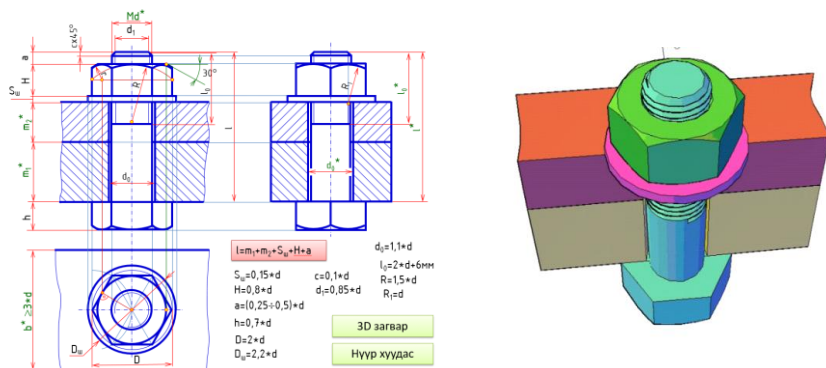 Md*
d₁
c×45°
a
H
Sш
m₂*
m₁*
h
30°
R
l₀
l
d₀
R
l₀*
l*
d₀*
b* ≥3*d
Dш
D
l=m₁+m₂+Sш+H+a
Sш=0,15*d
H=0,8*d
a=(0,25÷0,5)*d
h=0,7*d
D=2*d
Dш=2,2*d
c=0,1*d
d₁=0,85*d
d₀=1,1*d
l₀=2*d+6мм
R=1,5*d
R₁=d
3D загвар
Нүүр хуудас